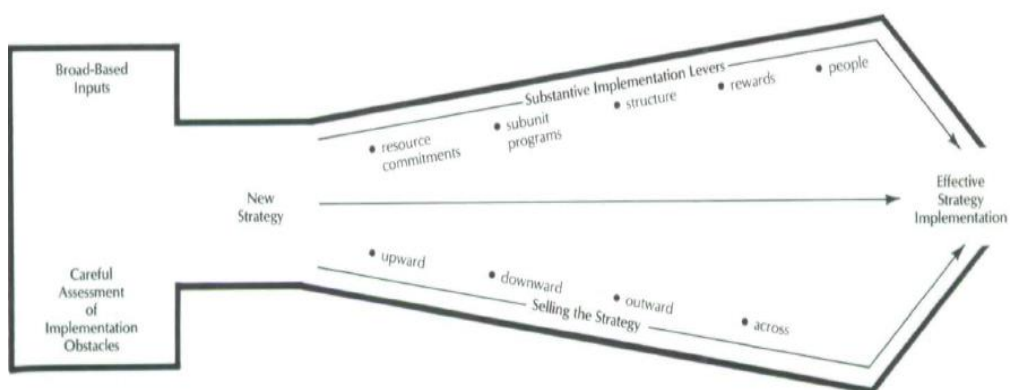 Broad-Based
Inputs
Careful
Assessment
of
Implementation
Obstacles
New
Strategy
Substantive Implementation Levers
• resource
commitments
• subunit
programs
• structure
• rewards
• people
• upward
• downward
• outward
• across
Selling the Strategy
Effective
Strategy
Implementation